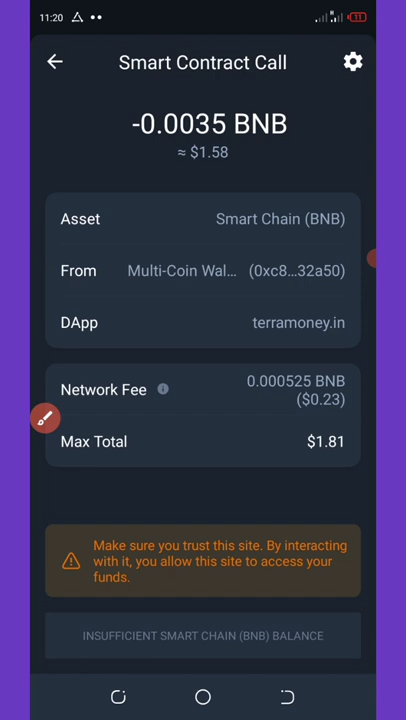 11:20
11
Smart Contract Call
-0.0035 BNB
≈ $1.58
Asset Smart Chain (BNB)
From Multi-Coin Wal... (0xc8...32a50)
DApp terramoney.in
Network Fee 0.000525 BNB
($0.23)
Max Total $1.81
Make sure you trust this site. By interacting
with it, you allow this site to access your
funds.
INSUFFICIENT SMART CHAIN (BNB) BALANCE